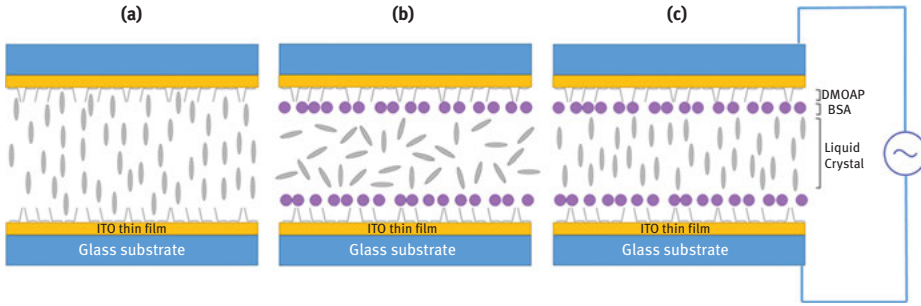 (a) (b) (c)
DMOAP
BSA
Liquid
Crystal
ITO thin film ITO thin film ITO thin film
Glass substrate Glass substrate Glass substrate